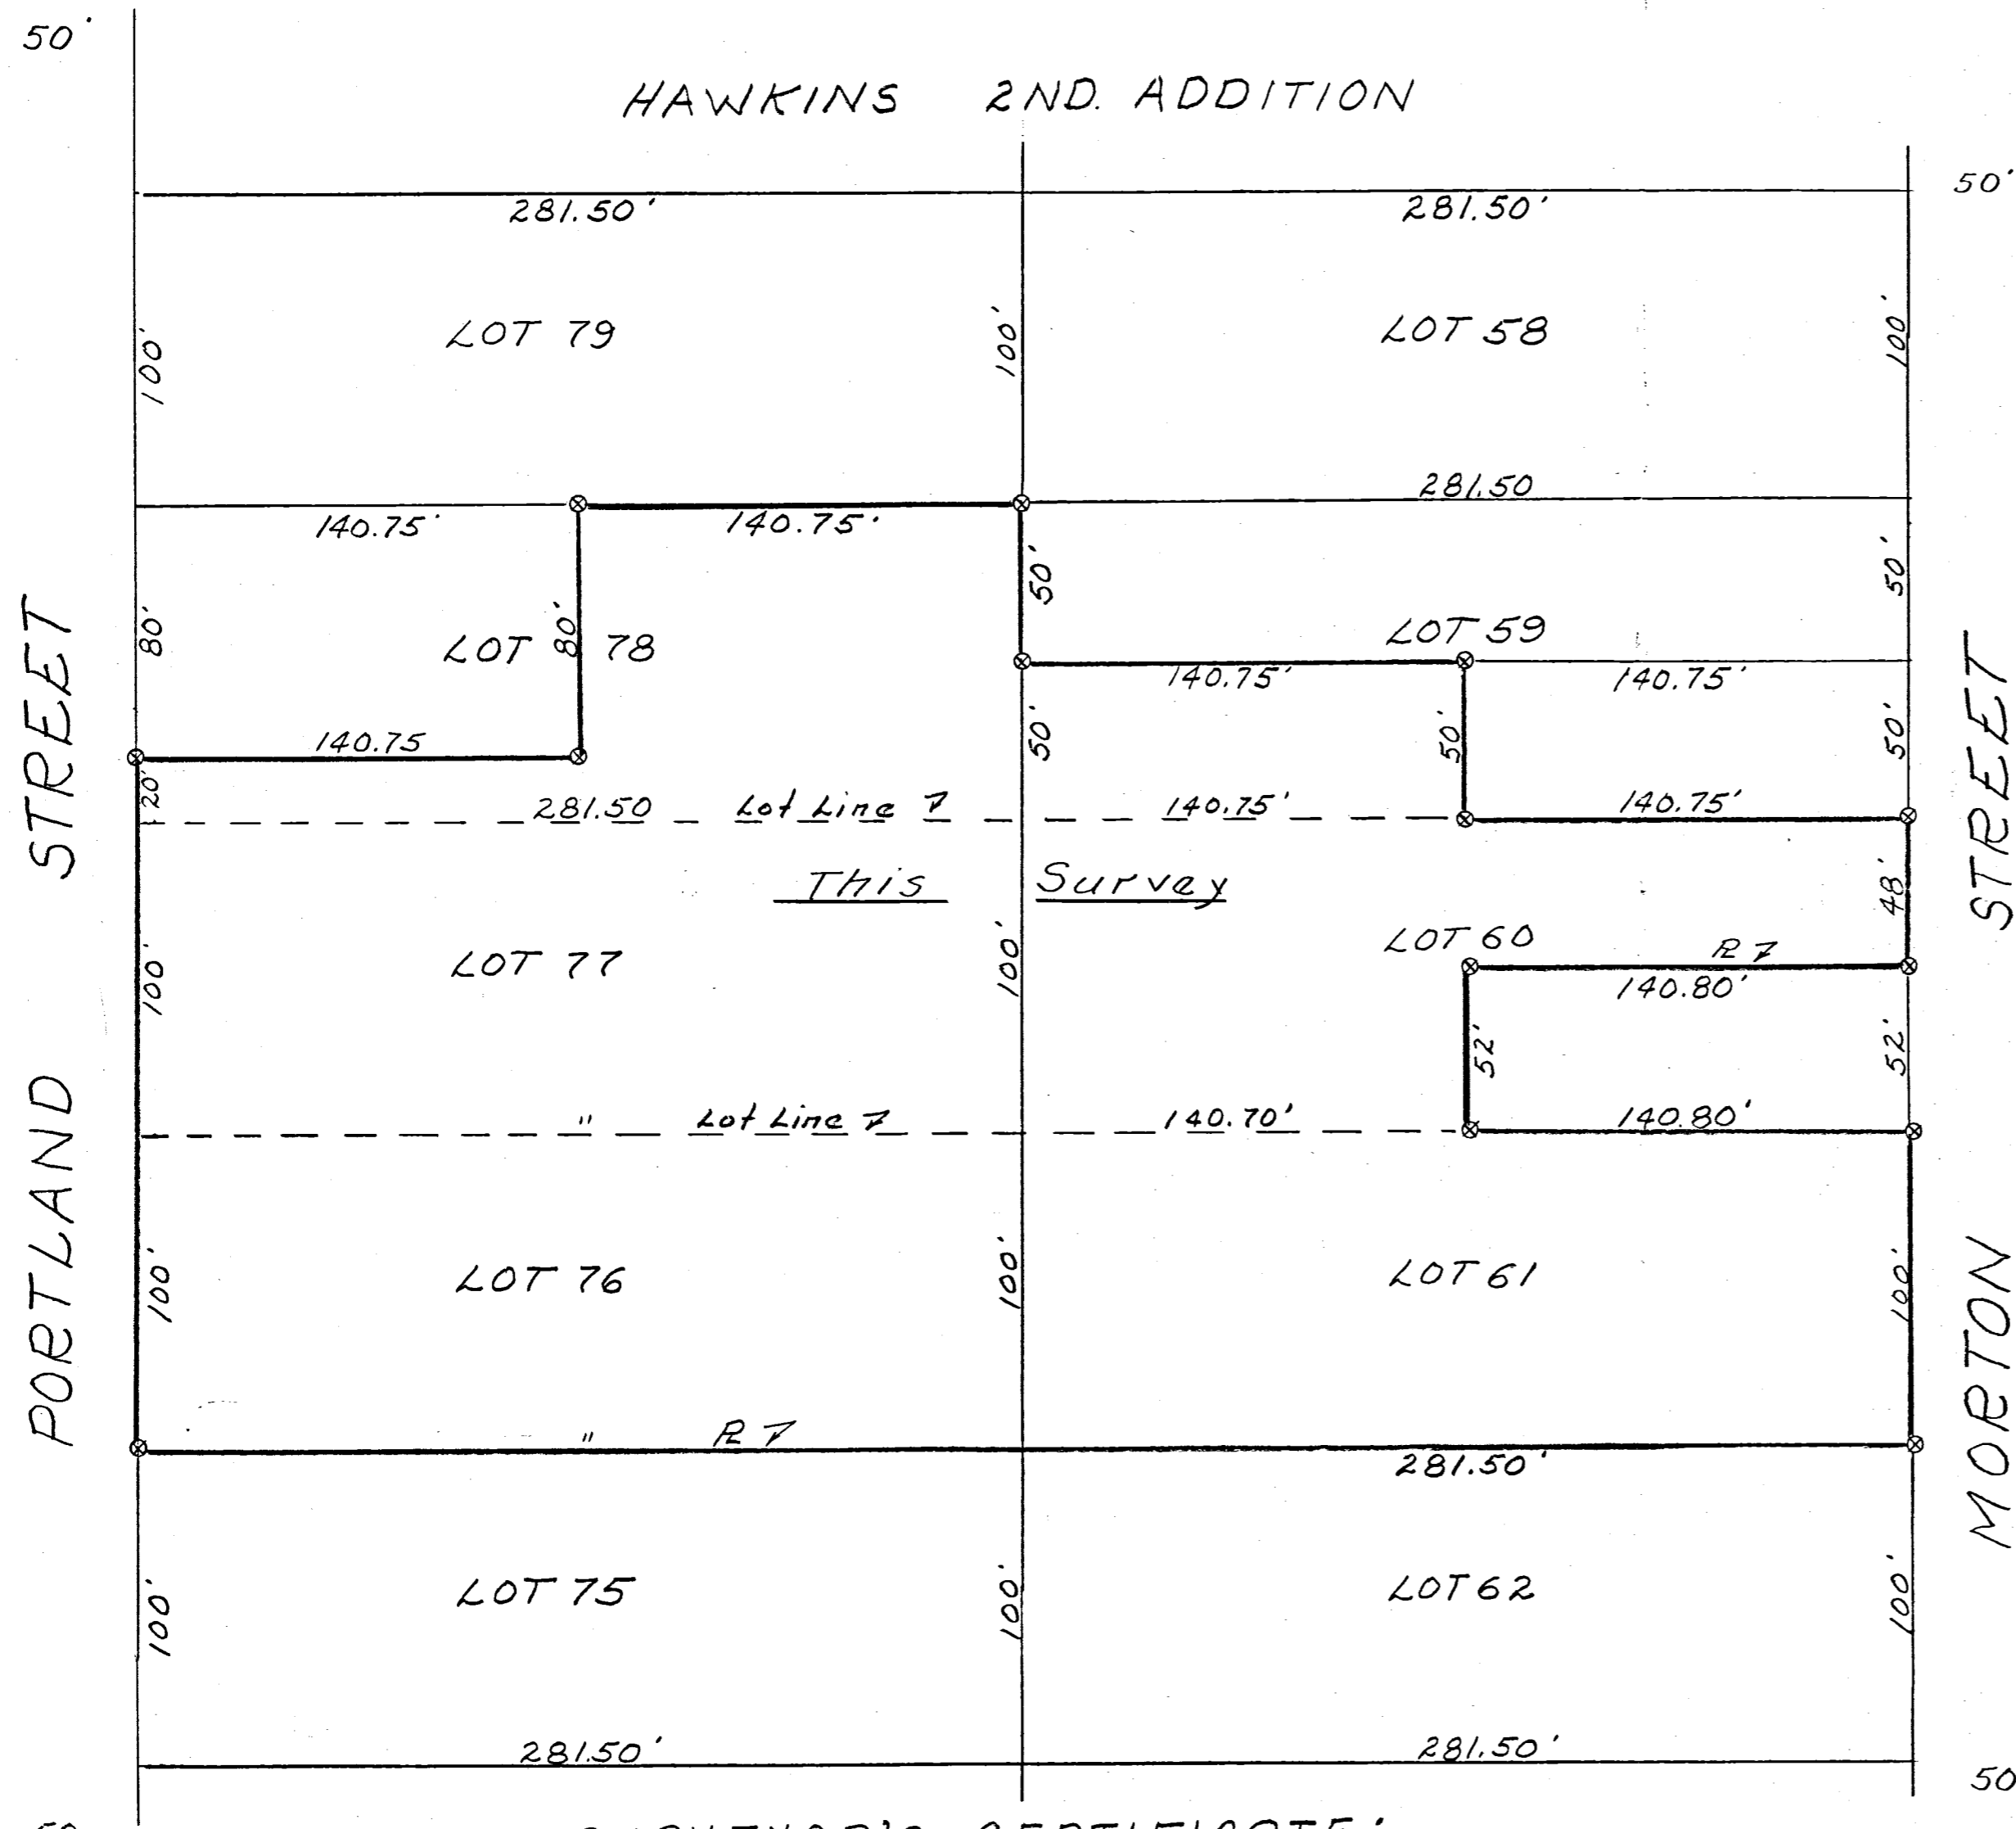 50'
HAWKINS 2ND. ADDITION
50'
281.50' 281.50'
LOT 79 LOT 58
100' 100' 100'
281.50
140.75' 140.75'
50' 50'
80' LOT 80' 78 LOT 59
140.75' 140.75'
140.75 50' 50' 50'
20' 281.50 Lot Line 140.75' 140.75'
This Survey 48'
LOT 77 100' 100' LOT 60 R
140.80'
52' 52'
" Lot Line 140.70' 140.80'
LOT 76 LOT 61
100' 100' 100'
" R
281.50'
LOT 75 LOT 62
100' 100' 100'
281.50' 281.50'
50
PORTLAND STREET
MORTON STREET